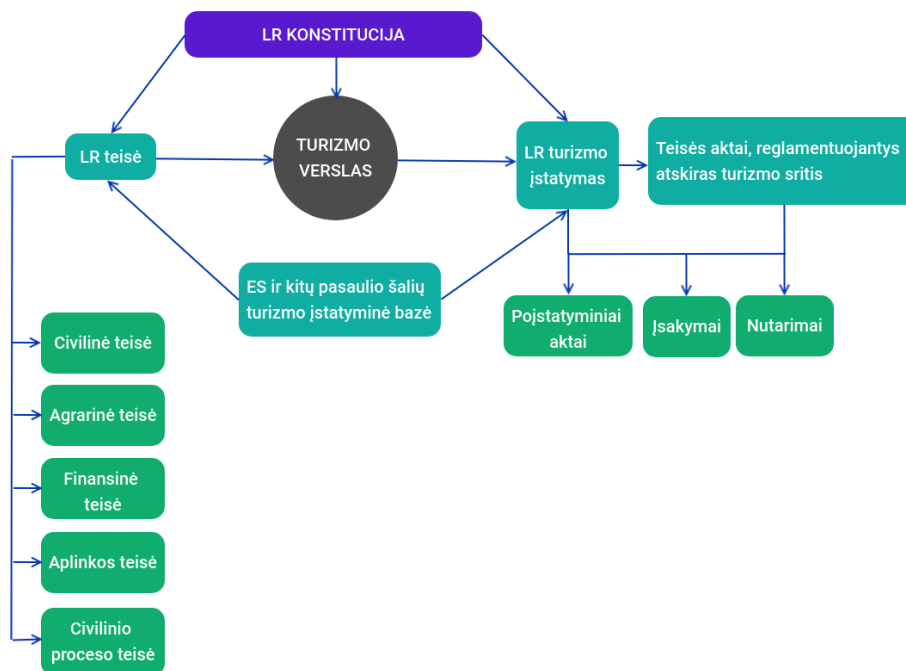 LR KONSTITUCIJA
LR teisė
TURIZMO
VERSLAS
LR turizmo
įstatymas
Teisės aktai, reglamentuojantys
atskiras turizmo sritis
ES ir kitų pasaulio šalių
turizmo įstatyminė bazė
Poįstatyminiai
aktai
Įsakymai
Nutarimai
Civilinė teisė
Agrarinė teisė
Finansinė
teisė
Aplinkos teisė
Civilinio
proceso teisė